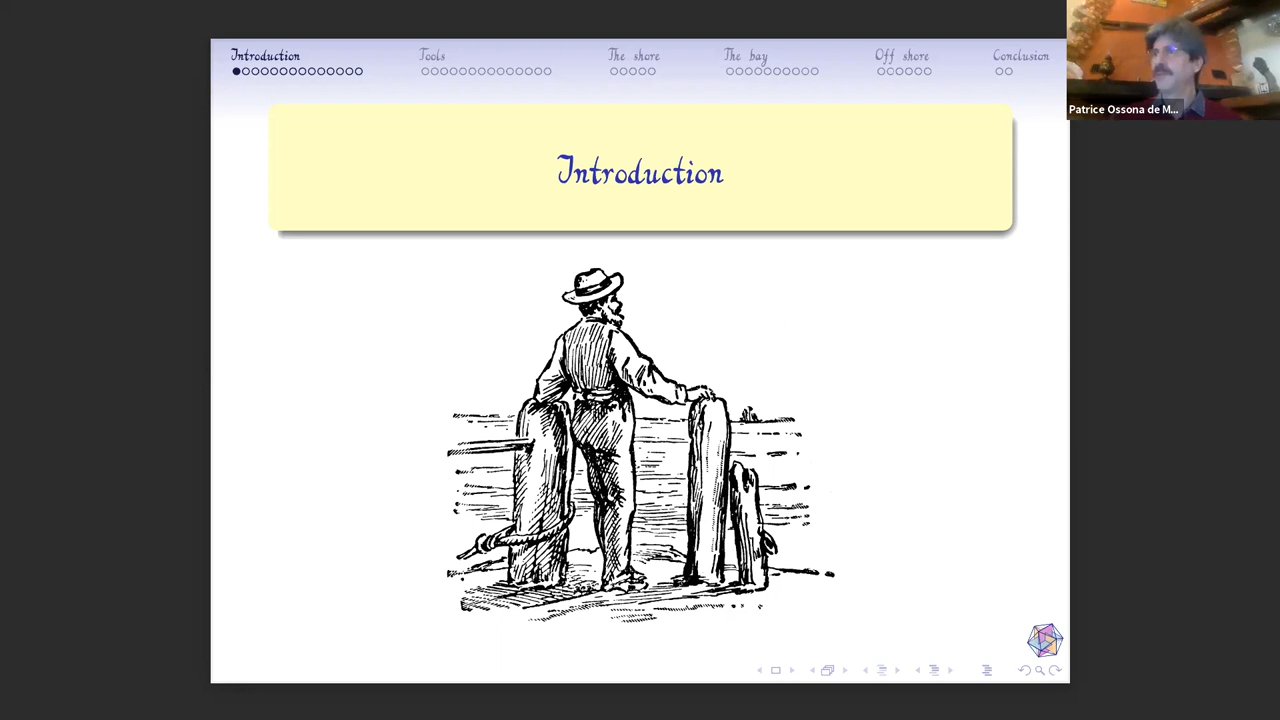 Introduction
Tools
The shore
The bay
Off shore
Conclusion
Patrice Ossona de M...
Introduction